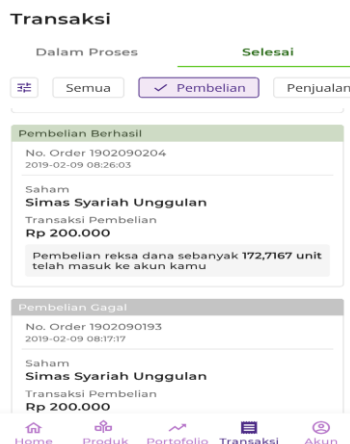 Transaksi
Dalam Proses Selesai
Semua Pembelian Penjualan
Pembelian Berhasil
No. Order 1902090204
2019-02-09 08:26:03
Saham
Simas Syariah Unggulan
Transaksi Pembelian
Rp 200.000
Pembelian reksa dana sebanyak 172,7167 unit
telah masuk ke akun kamu
Pembelian Gagal
No. Order 1902090193
2019-02-09 08:17:17
Saham
Simas Syariah Unggulan
Transaksi Pembelian
Rp 200.000
Home Produk Portofolio Transaksi Akun